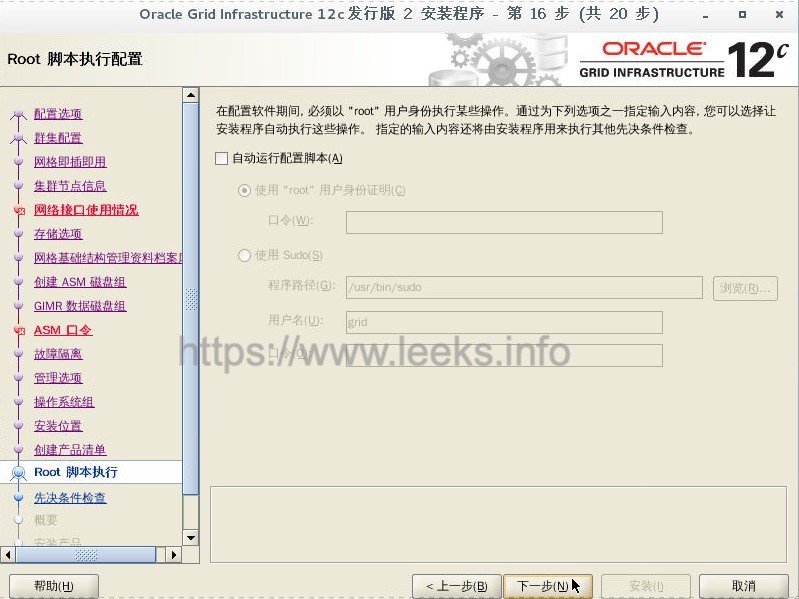 Oracle Grid Infrastructure 12c 发行版 2 安装程序 - 第 16 步 (共 20 步)
Root 脚本执行配置
ORACLE
GRID INFRASTRUCTURE
12c
配置选项
群集配置
网格即插即用
集群节点信息
网络接口使用情况
存储选项
网格基础结构管理资料档案库
创建 ASM 磁盘组
GIMR 数据磁盘组
ASM 口令
故障隔离
管理选项
操作系统组
安装位置
创建产品清单
Root 脚本执行
先决条件检查
概要
安装产品
在配置软件期间, 必须以 "root" 用户身份执行某些操作。通过为下列选项之一指定输入内容, 您可以选择让
安装程序自动执行这些操作。 指定的输入内容还将由安装程序用来执行其他先决条件检查。
自动运行配置脚本(A)
使用 "root" 用户身份证明(C)
口令(W):
使用 Sudo(S)
程序路径(G): /usr/bin/sudo 浏览(R)...
用户名(U): grid
https://www.leeks.info
帮助(H) < 上一步(B) 下一步(N) > 安装(I) 取消